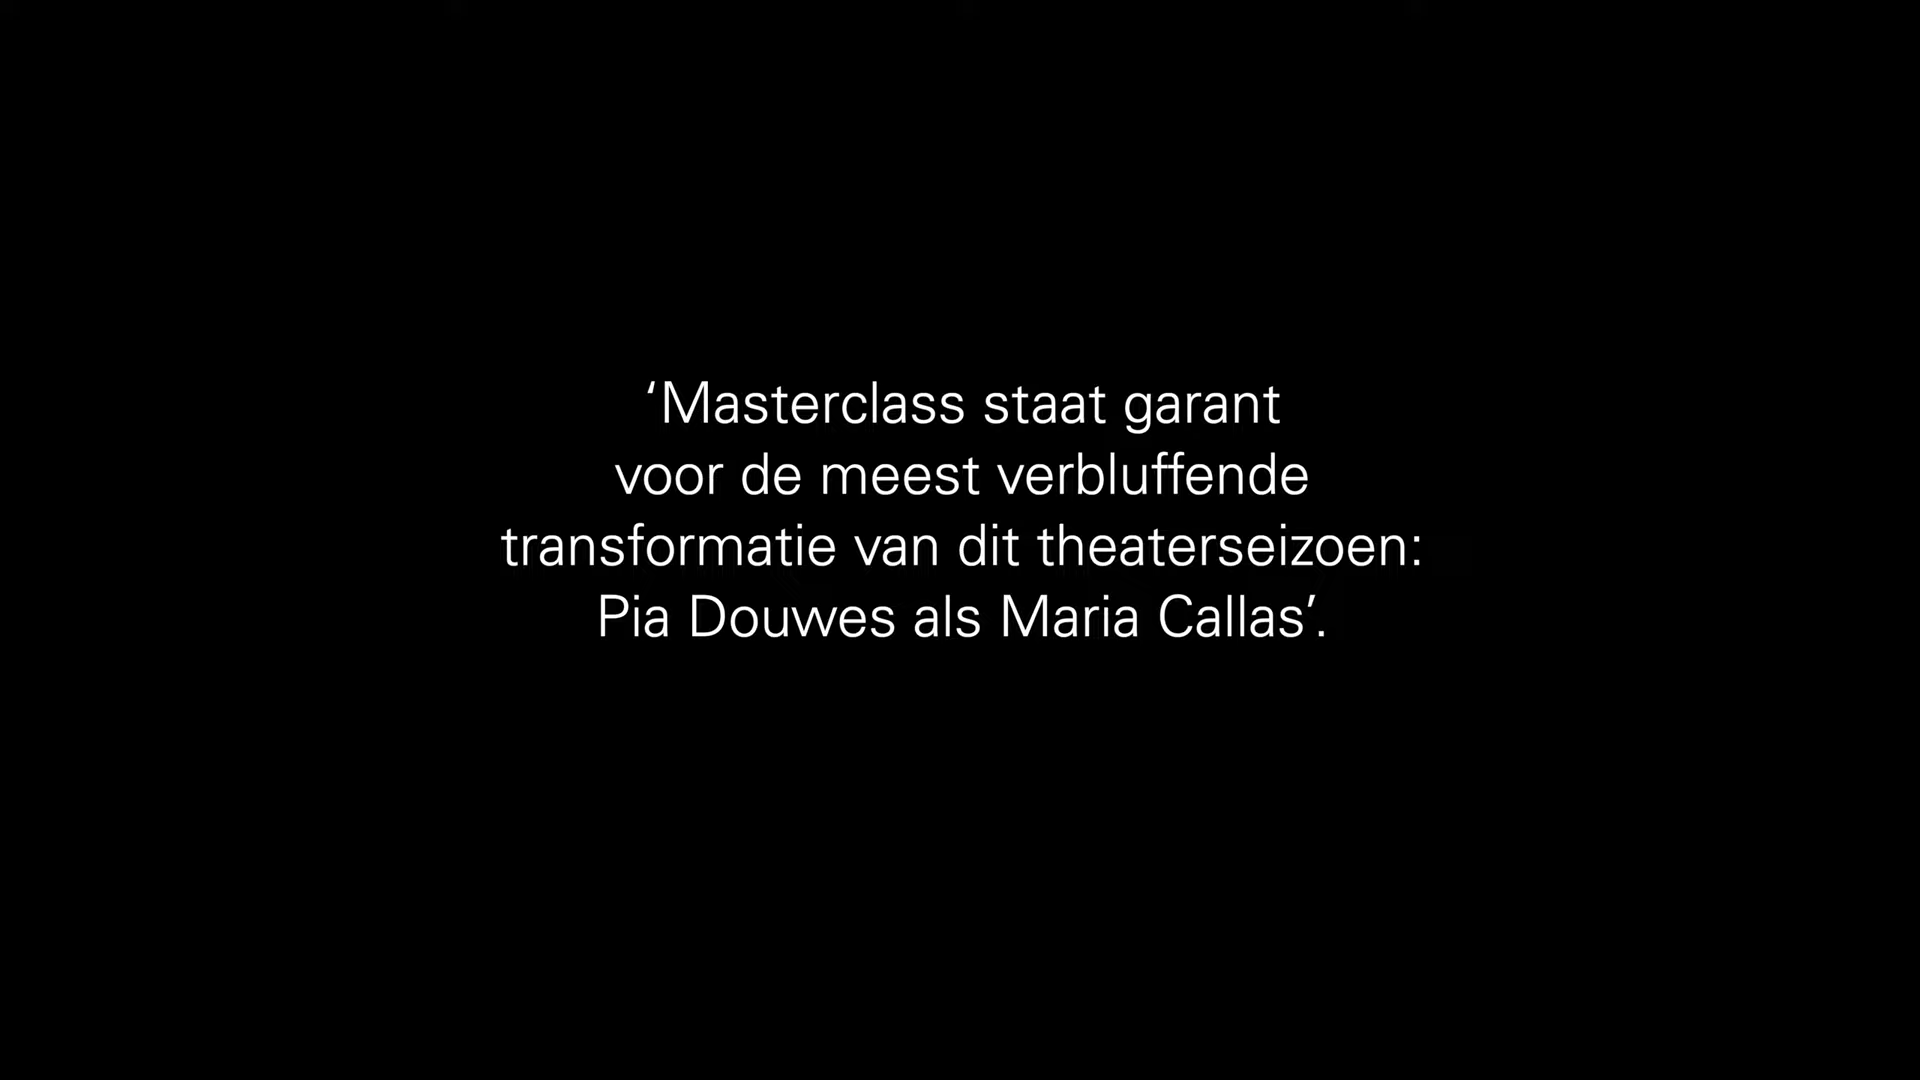 ‘Masterclass staat garant
voor de meest verbluffende
transformatie van dit theaterseizoen:
Pia Douwes als Maria Callas’.